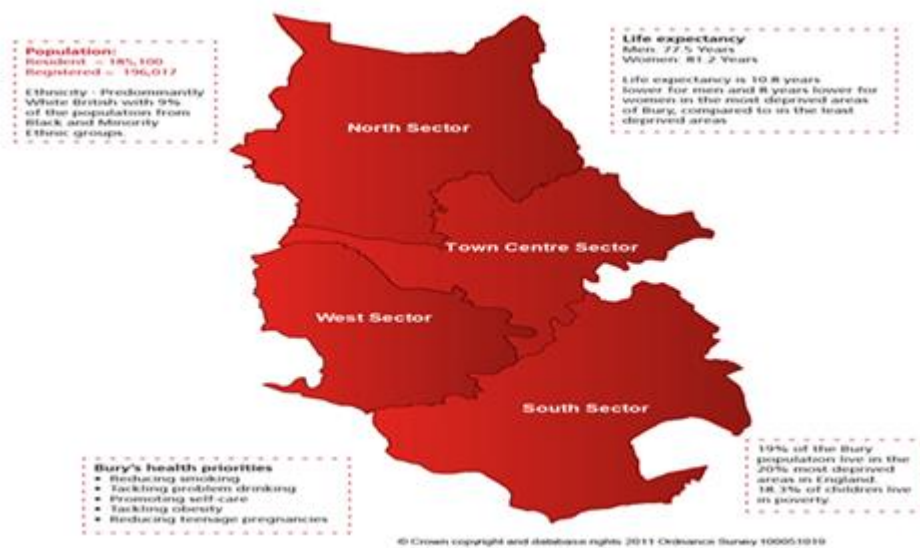 Population:
Resident = 185,100
Registered = 196,017
Ethnicity - Predominantly
White British with 9%
of the population from
Black and Minority
Ethnic groups
Life expectancy
Men: 77.5 Years
Women: 81.2 Years
Life expectancy is 10.8 years
lower for men and 8 years lower for
women in the most deprived areas
of Bury, compared to in the least
deprived areas
North Sector
Town Centre Sector
West Sector
South Sector
Bury's health priorities
• Reducing smoking
• Tackling problem drinking
• Promoting self-care
• Tackling obesity
• Reducing teenage pregnancies
19% of the Bury
population live in the
20% most deprived
areas in England.
18.3% of children live
in poverty
© Crown copyright and database rights 2011 Ordnance Survey 100051019